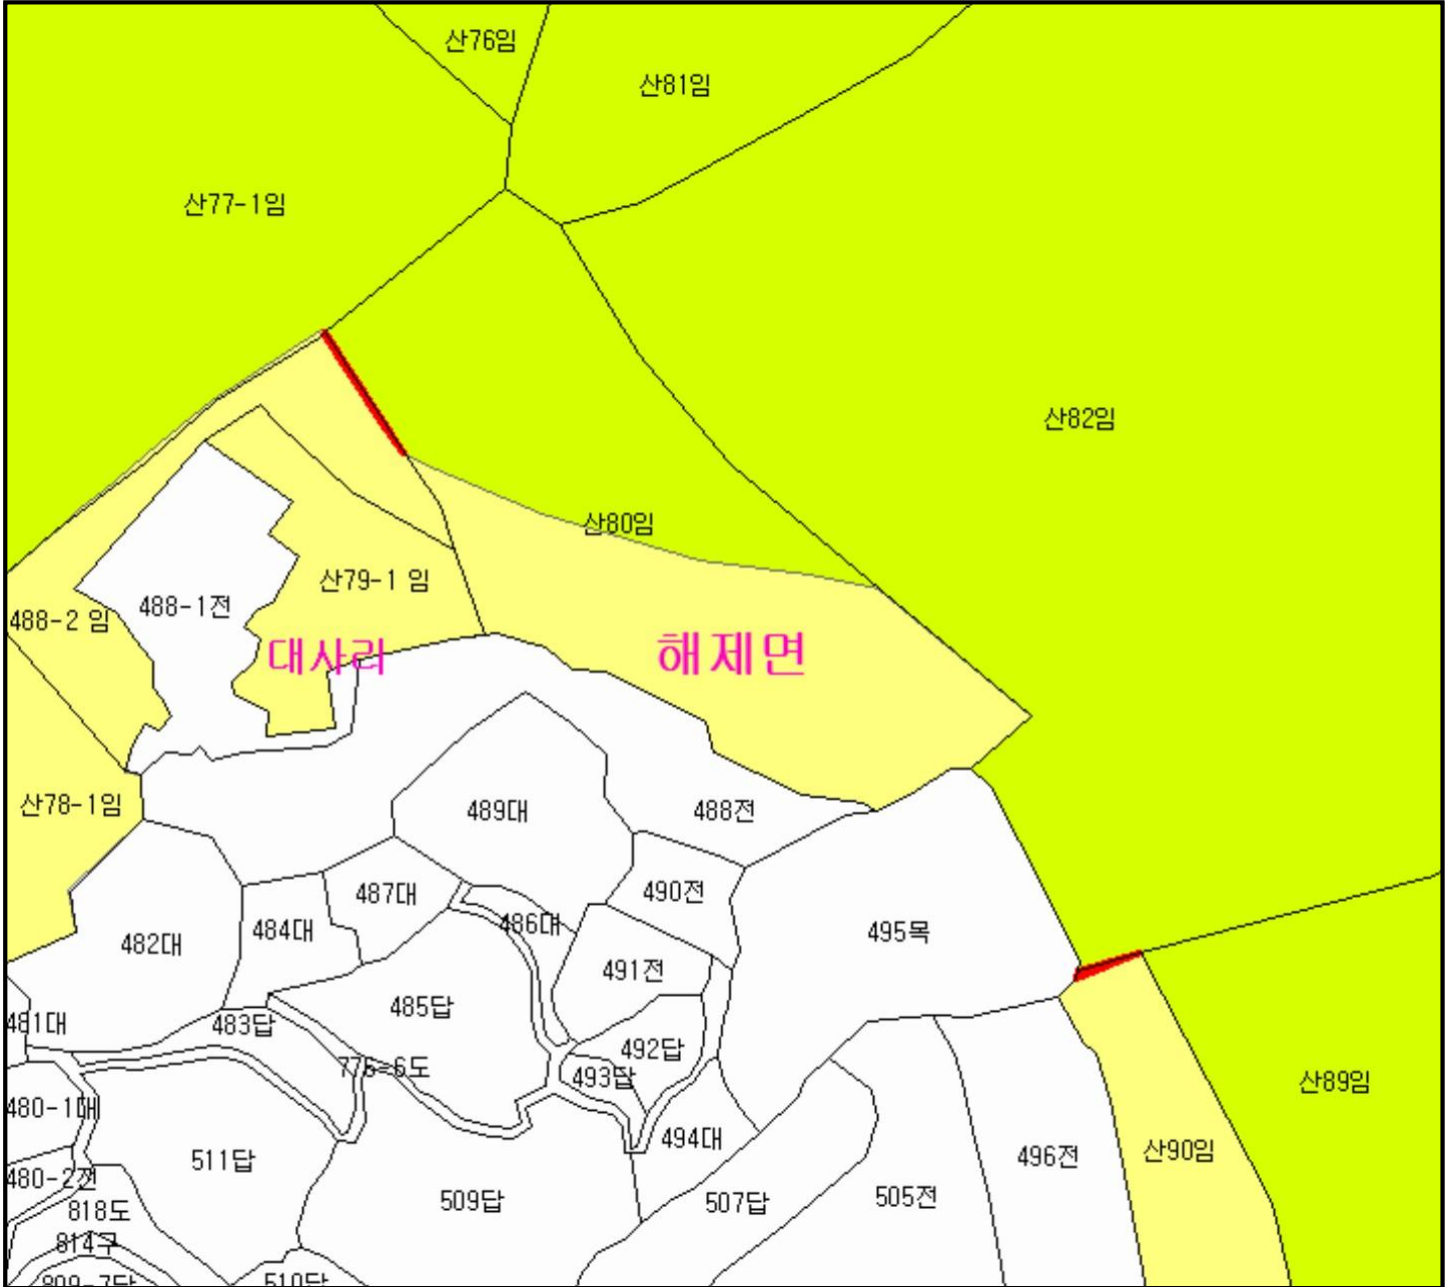 산76임
산81임
산77-1임
산82임
산80임
산79-1 임
488-1전
488-2 임
대사리
해제면
산78-1임
489대
488전
487대
490전
486대
484대
495목
482대
491전
485답
481대
483답
492답
493답
산89임
480-1대
494대
산90임
496전
511답
480-2전
505전
509답
507답
818도
814구
510답